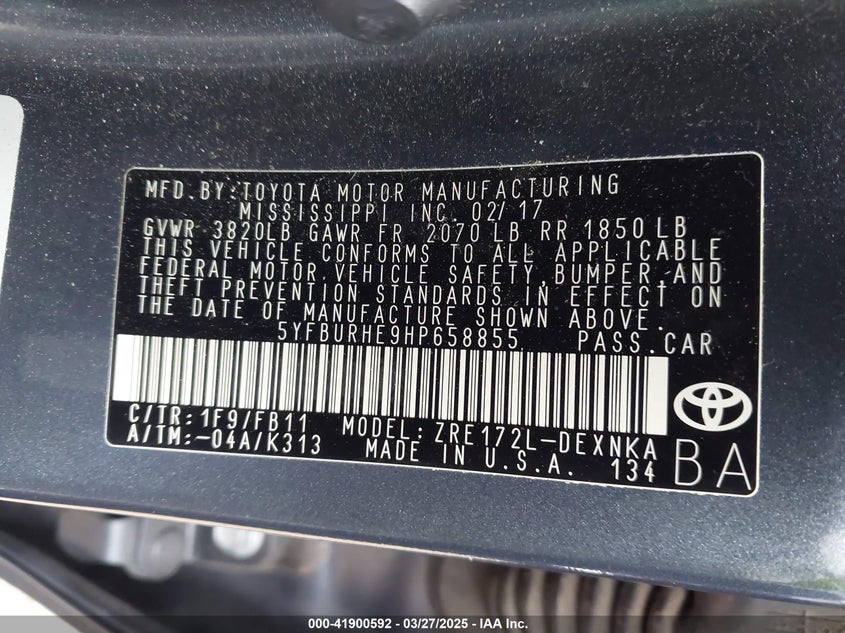 MFD.BY:TOYOTA MOTOR MANUFACTURING
MISSISSIPPI INC. 02/17
GVWR 3820LB GAWR FR 2070 LB RR 1850 LB
THIS VEHICLE CONFORMS TO ALL APPLICABLE
FEDERAL MOTOR VEHICLE SAFETY,BUMPER,AND
THEFT PREVENTION STANDARDS IN EFFECT ON
THE DATE OF MANUFACTURE SHOWN ABOVE.
5YFBURHE9HP658855 PASS.CAR
C/TR:1F9/FB11 MODEL:ZRE172L-DEXNKA
A/TM:-04A/K313 MADE IN U.S.A. 134
BA
000-41900592 - 03/27/2025 - IAA Inc.